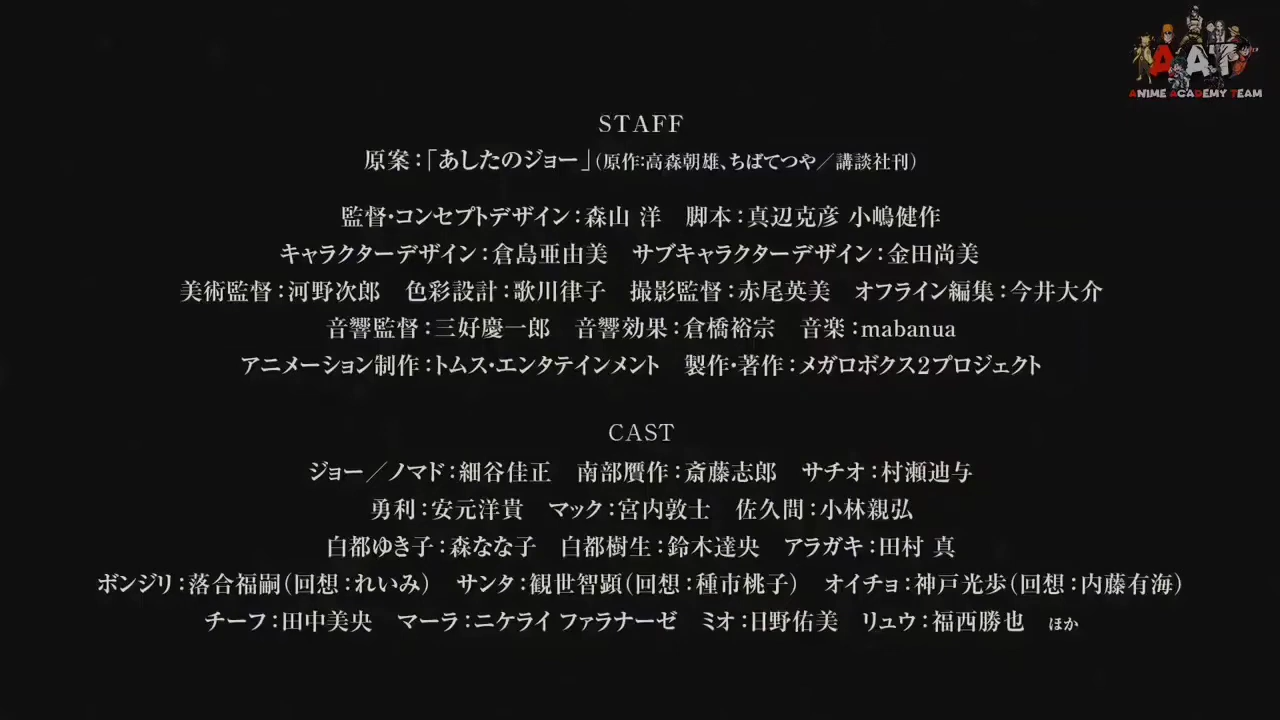 AAT
ANIME ACADEMY TEAM
STAFF
原案：「あしたのジョー」（原作：高森朝雄、ちばてつや／講談社刊）
監督・コンセプトデザイン：森山 洋　脚本：真辺克彦 小嶋健作
キャラクターデザイン：倉島亜由美　サブキャラクターデザイン：金田尚美
美術監督：河野次郎　色彩設計：歌川律子　撮影監督：赤尾英美　オフライン編集：今井大介
音響監督：三好慶一郎　音響効果：倉橋裕宗　音楽：mabanua
アニメーション制作：トムス・エンタテインメント　製作・著作：メガロボクス2プロジェクト
CAST
ジョー／ノマド：細谷佳正　南部贋作：斎藤志郎　サチオ：村瀬迪与
勇利：安元洋貴　マック：宮内敦士　佐久間：小林親弘
白都ゆき子：森なな子　白都樹生：鈴木達央　アラガキ：田村 真
ボンジリ：落合福嗣（回想：れいみ）　サンタ：観世智顕（回想：種市桃子）　オイチョ：神戸光歩（回想：内藤有海）
チーフ：田中美央　マーラ：ニケライ ファラナーゼ　ミオ：日野佑美　リュウ：福西勝也　ほか